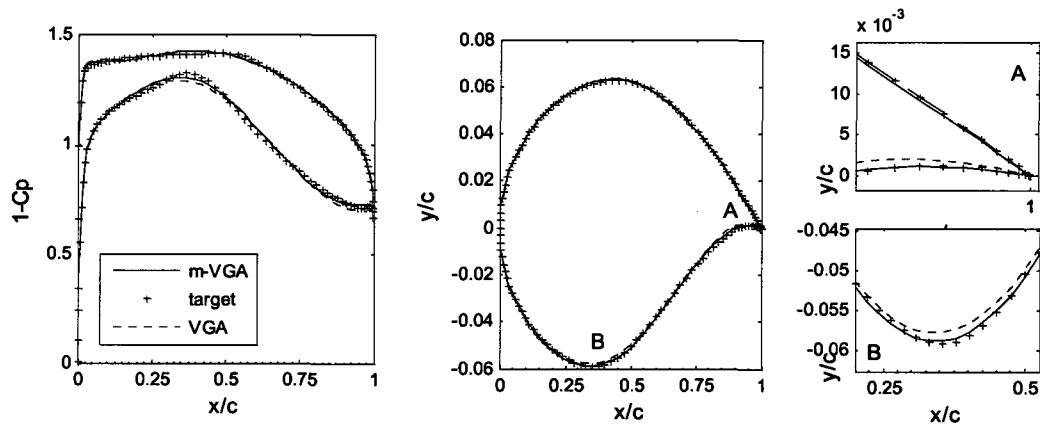 1.5
1
0.5
0
1-Cp
0
0.25
0.5
0.75
1
x/c
m-VGA
target
VGA
0.08
0.06
0.04
0.02
0
-0.02
-0.04
-0.06
y/c
A
B
0
0.25
0.5
0.75
1
x/c
x 10⁻³
15
10
5
0
y/c
A
1
-0.045
-0.05
-0.055
-0.06
y/c
B
0.25
0.5
x/c